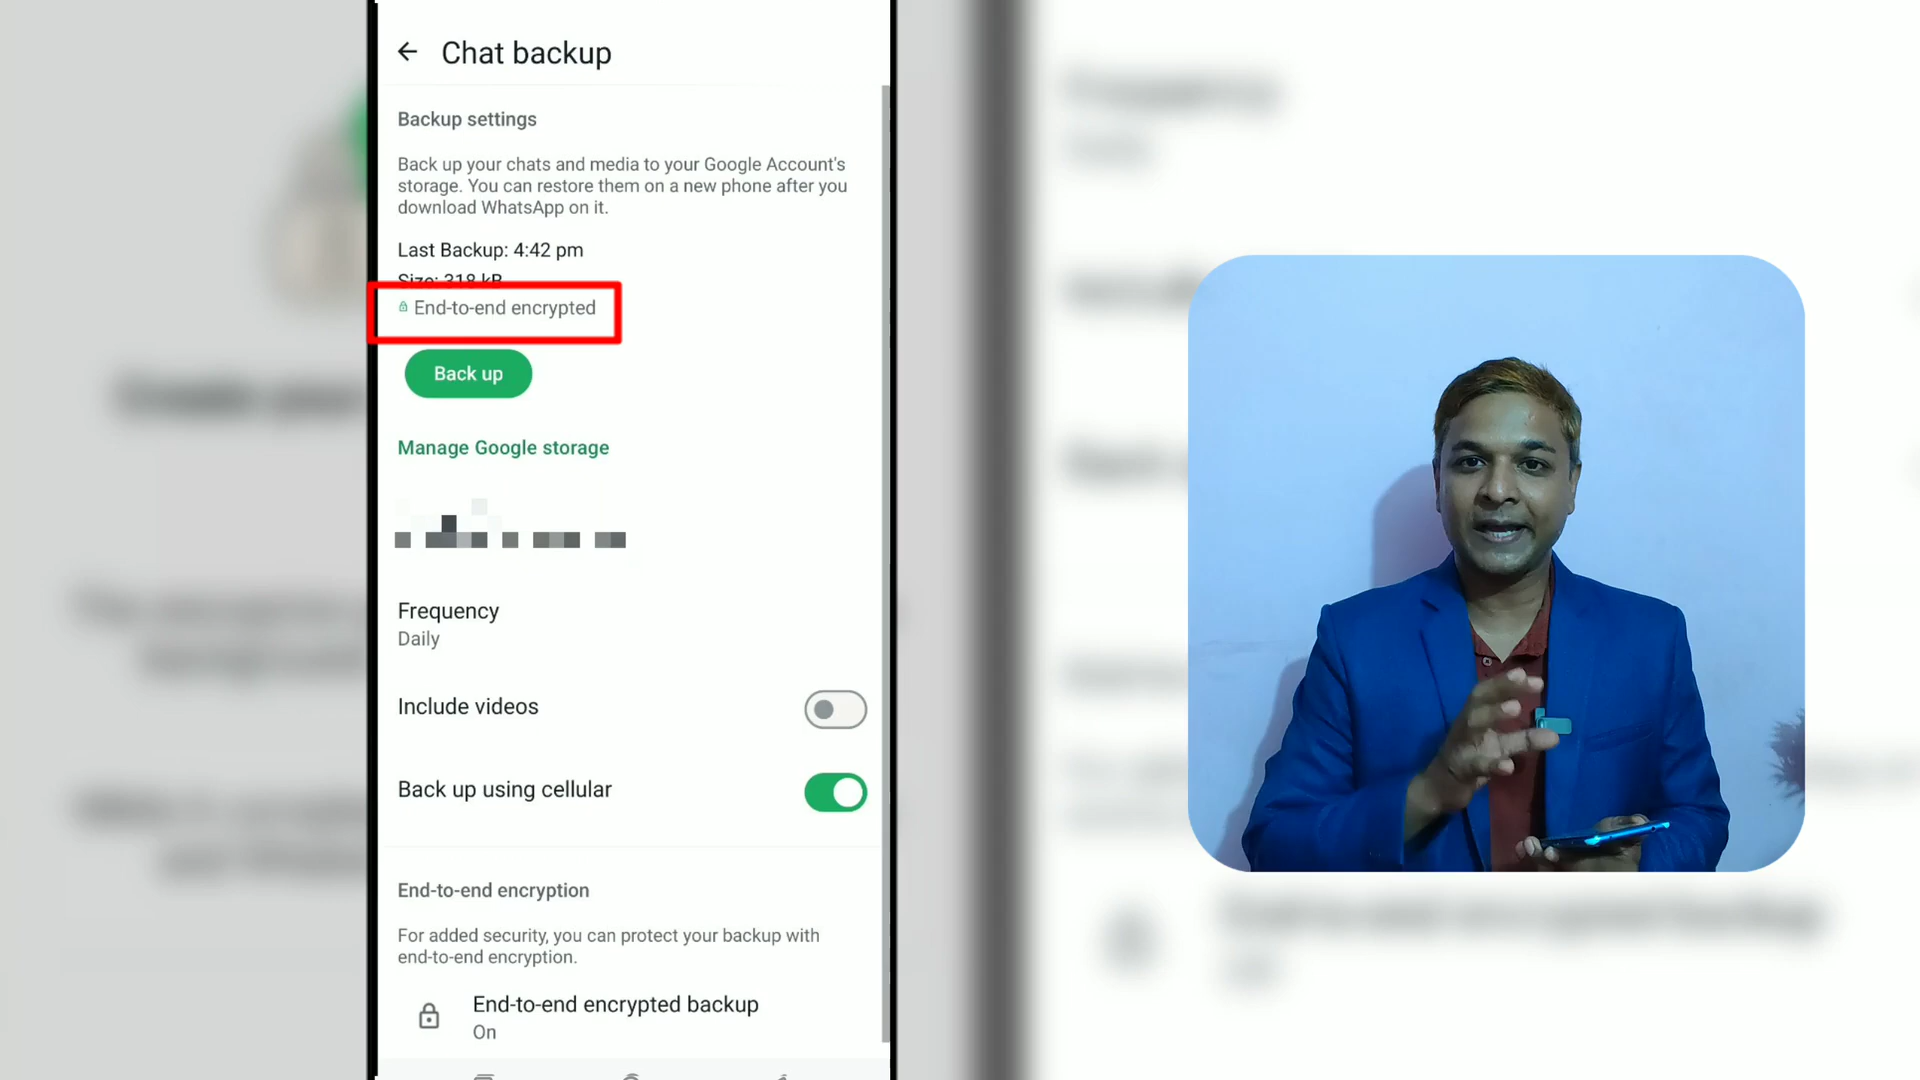 Chat backup
Backup settings
Back up your chats and media to your Google Account's
storage. You can restore them on a new phone after you
download WhatsApp on it.
Last Backup: 4:42 pm
Size: 318 kB
End-to-end encrypted
Back up
Manage Google storage
Frequency
Daily
Include videos
Back up using cellular
End-to-end encryption
For added security, you can protect your backup with
end-to-end encryption.
End-to-end encrypted backup
On